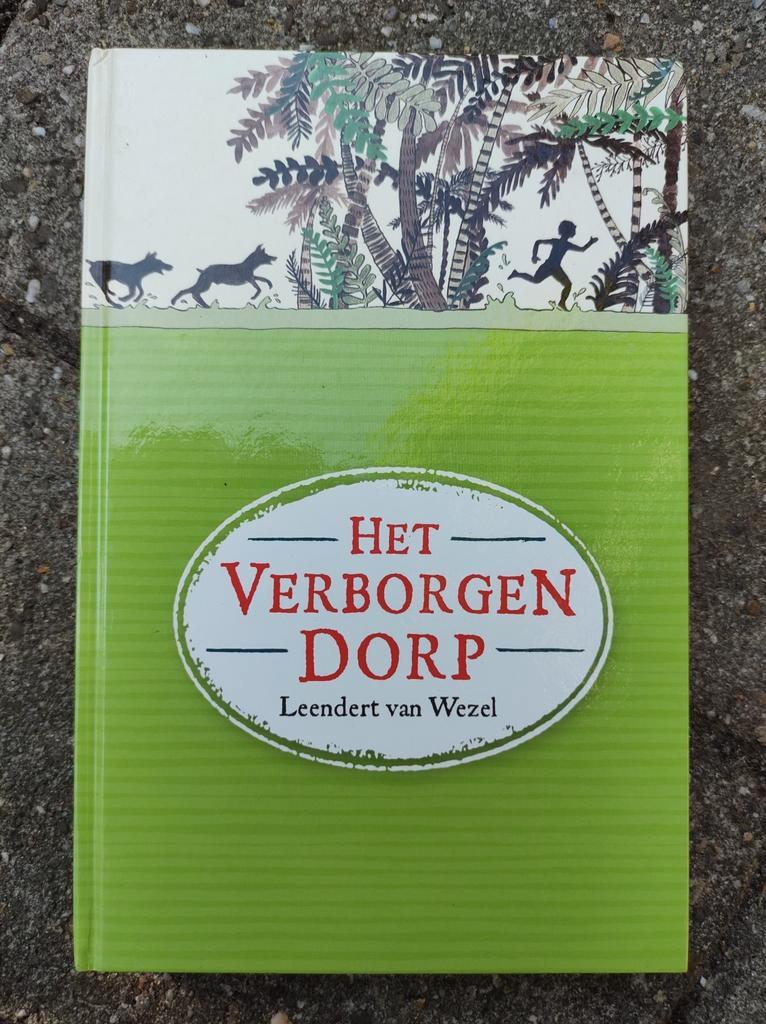 Het
Verborgen
Dorp
Leendert van Wezel